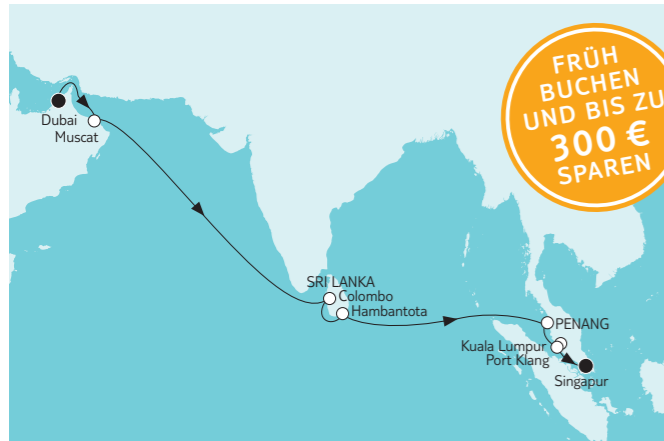 FRÜH
BUCHEN
UND BIS ZU
300 €
SPAREN
Dubai
Muscat
SRI LANKA
Colombo
Hambantota
PENANG
Kuala Lumpur
Port Klang
Singapur